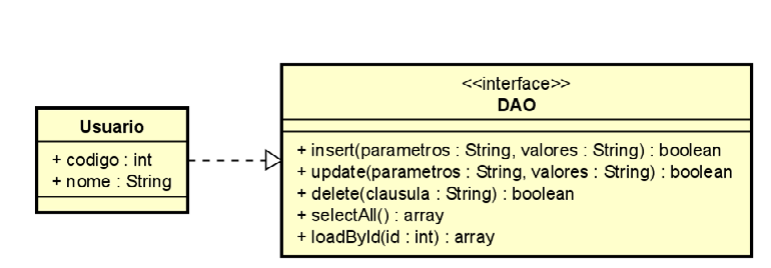 Usuario
+ codigo : int
+ nome : String
<<interface>>
DAO
+ insert(parametros : String, valores : String) : boolean
+ update(parametros : String, valores : String) : boolean
+ delete(clausula : String) : boolean
+ selectAll() : array
+ loadById(id : int) : array